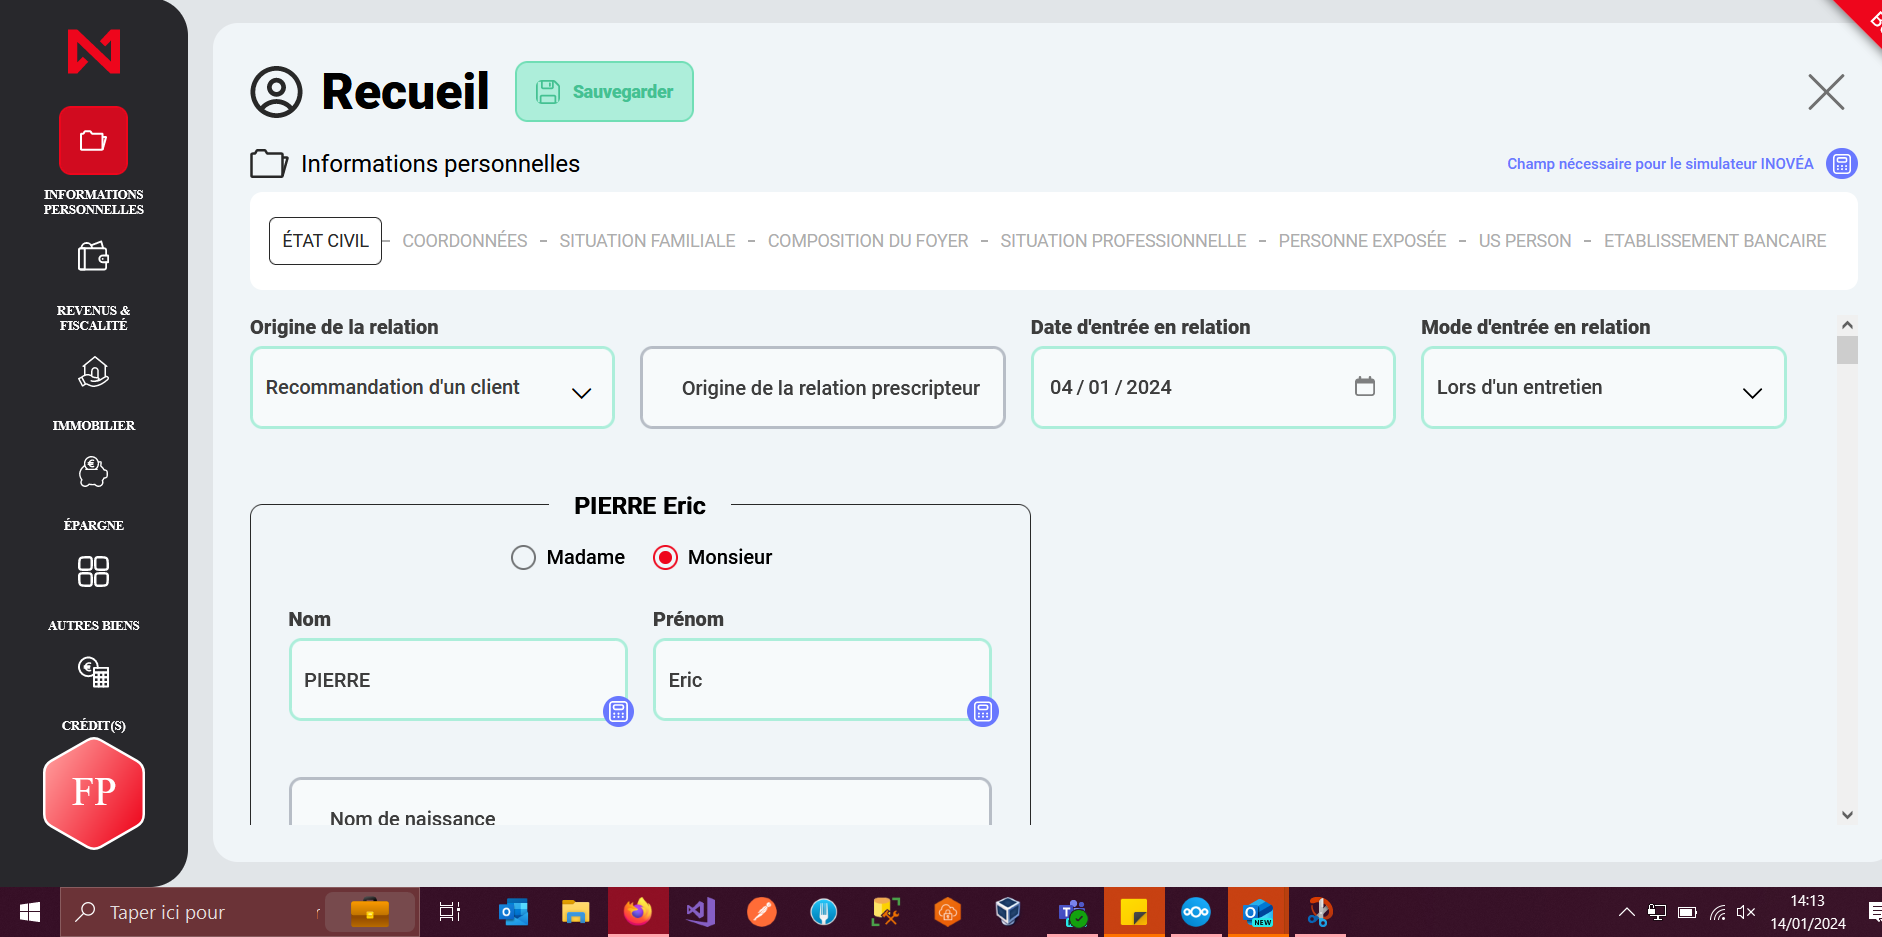 Recueil
Sauvegarder
Informations personnelles
Champ nécessaire pour le simulateur INOVÉA
ÉTAT CIVIL - COORDONNÉES - SITUATION FAMILIALE - COMPOSITION DU FOYER - SITUATION PROFESSIONNELLE - PERSONNE EXPOSÉE - US PERSON - ETABLISSEMENT BANCAIRE
INFORMATIONS
PERSONNELLES
REVENUS &
FISCALITÉ
IMMOBILIER
ÉPARGNE
AUTRES BIENS
CRÉDIT(S)
FP
Origine de la relation
Recommandation d'un client
Origine de la relation prescripteur
Date d'entrée en relation
04 / 01 / 2024
Mode d'entrée en relation
Lors d'un entretien
PIERRE Eric
Madame
Monsieur
Nom
PIERRE
Prénom
Eric
Nom de naissance
Taper ici pour
NEW
14:13
14/01/2024